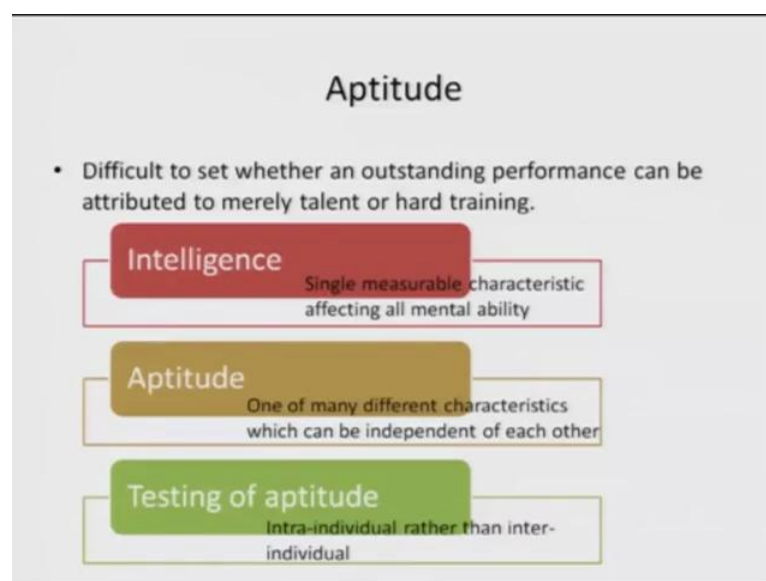 Aptitude
• Difficult to set whether an outstanding performance can be
attributed to merely talent or hard training.
Intelligence
Single measurable characteristic
affecting all mental ability
Aptitude
One of many different characteristics
which can be independent of each other
Testing of aptitude
Intra-individual rather than inter-
individual